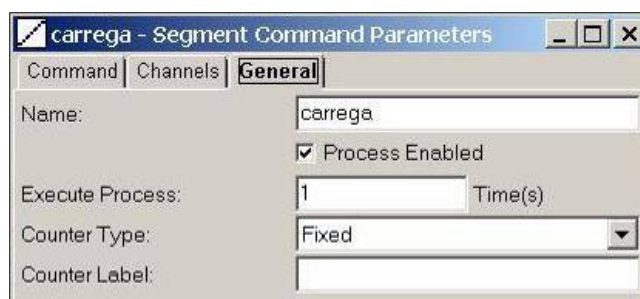 carrega - Segment Command Parameters
Command Channels General
Name: carrega
Process Enabled
Execute Process: 1 Time(s)
Counter Type: Fixed
Counter Label: